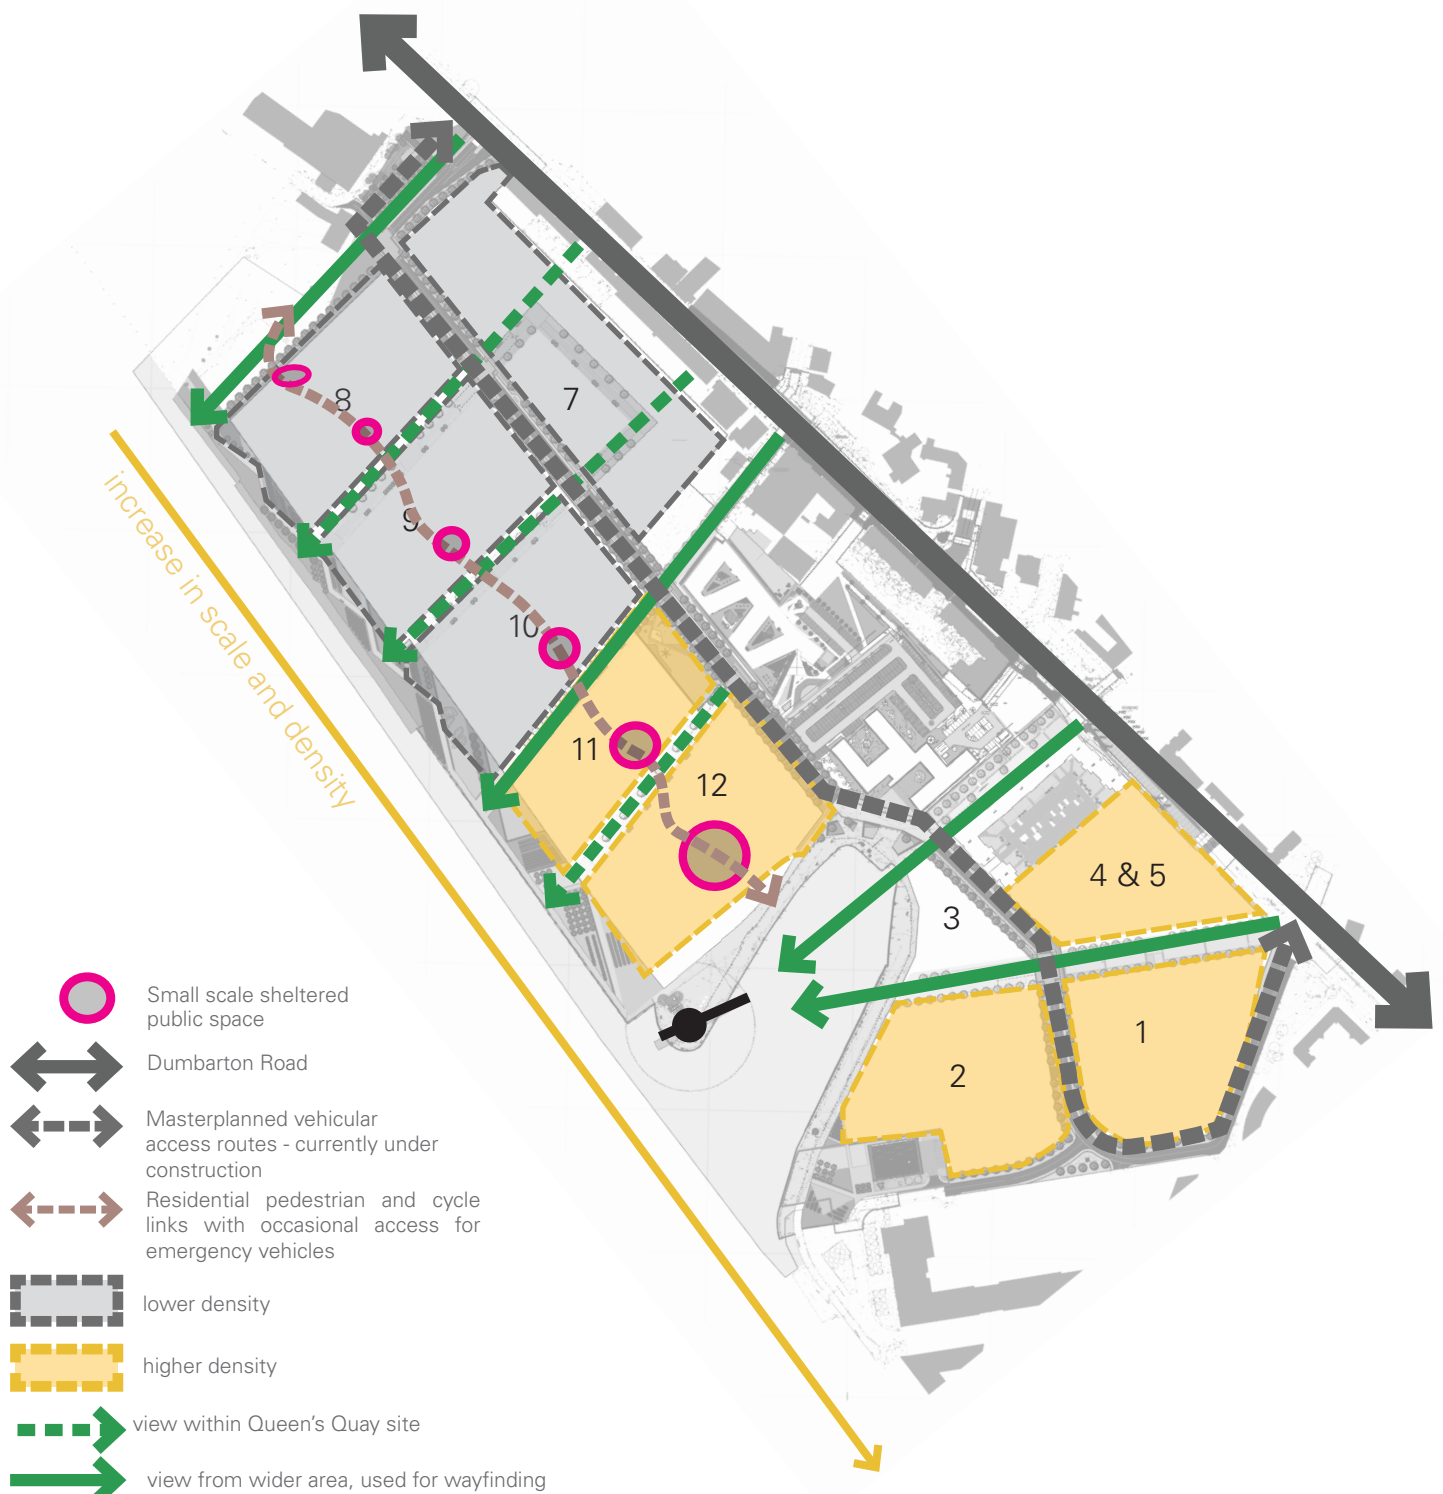 8
7
9
10
11
12
4 & 5
3
2
1
increase in scale and density
Small scale sheltered
public space
Dumbarton Road
Masterplanned vehicular
access routes - currently under
construction
Residential pedestrian and cycle
links with occasional access for
emergency vehicles
lower density
higher density
view within Queen's Quay site
view from wider area, used for wayfinding